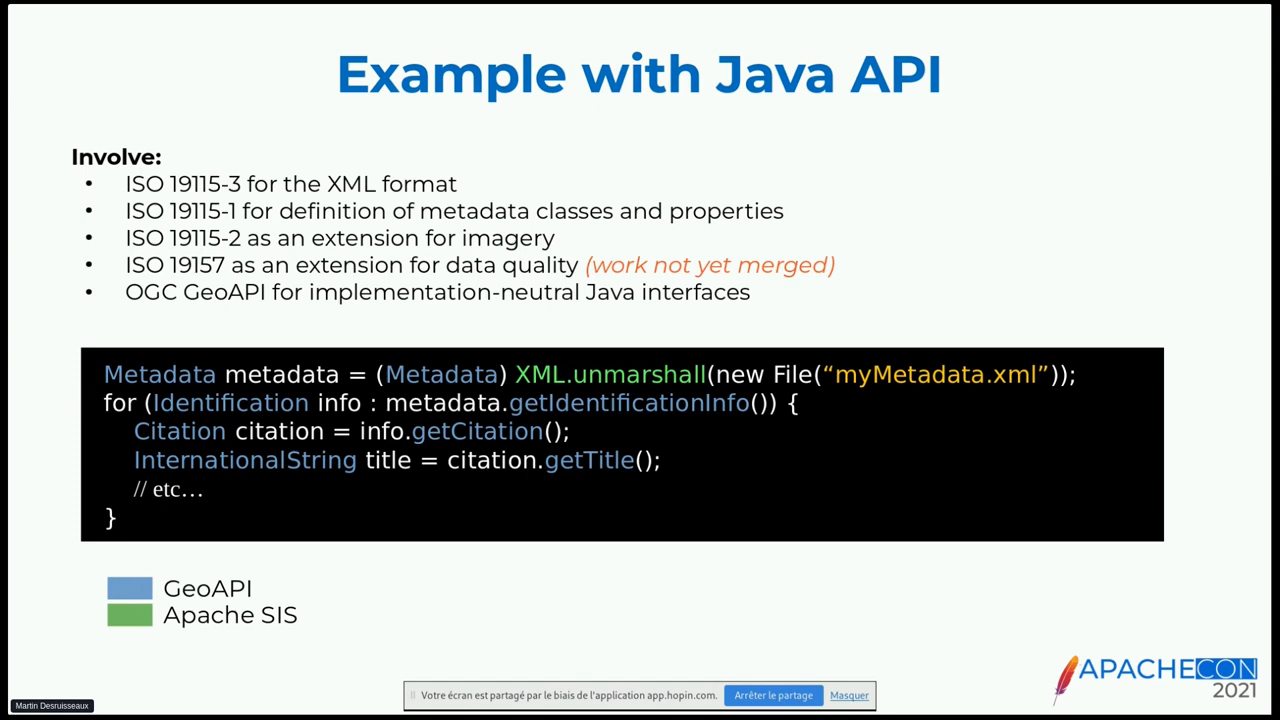 Example with Java API
Involve:
• ISO 19115-3 for the XML format
• ISO 19115-1 for definition of metadata classes and properties
• ISO 19115-2 as an extension for imagery
• ISO 19157 as an extension for data quality (work not yet merged)
• OGC GeoAPI for implementation-neutral Java interfaces
Metadata metadata = (Metadata) XML.unmarshall(new File(“myMetadata.xml”));
for (Identification info : metadata.getIdentificationInfo()) {
Citation citation = info.getCitation();
InternationalString title = citation.getTitle();
// etc…
}
GeoAPI
Apache SIS
APACHECON
2021
Votre écran est partagé par le biais de l'application app.hopin.com. Arrêter le partage Masquer
Martin Desruisseaux